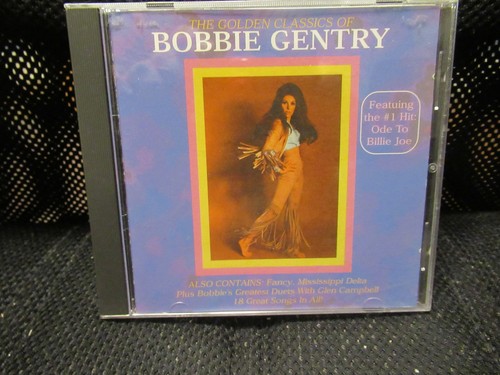 THE GOLDEN CLASSICS OF
BOBBIE GENTRY
Featuing
the #1 Hit:
Ode To
Billie Joe
ALSO CONTAINS: Fancy, Mississippi Delta
Plus Bobbie's Greatest Duets With Glen Campbell
18 Great Songs In All!